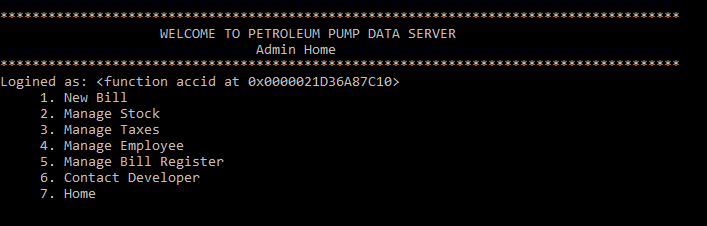 *************************************************************************************
WELCOME TO PETROLEUM PUMP DATA SERVER
Admin Home
*************************************************************************************
Logined as: <function accid at 0x0000021D36A87C10>
1. New Bill
2. Manage Stock
3. Manage Taxes
4. Manage Employee
5. Manage Bill Register
6. Contact Developer
7. Home